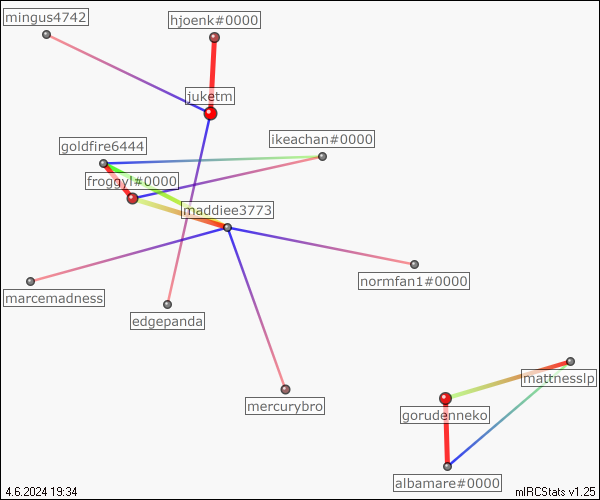 mingus4742
hjoenk#0000
juketm
goldfire6444
ikeachan#0000
froggyl#0000
maddiee3773
normfan1#0000
marcemadness
edgepanda
mattnesslp
mercurybro
gorudenneko
albamare#0000
4.6.2024 19:34
mIRCStats v1.25